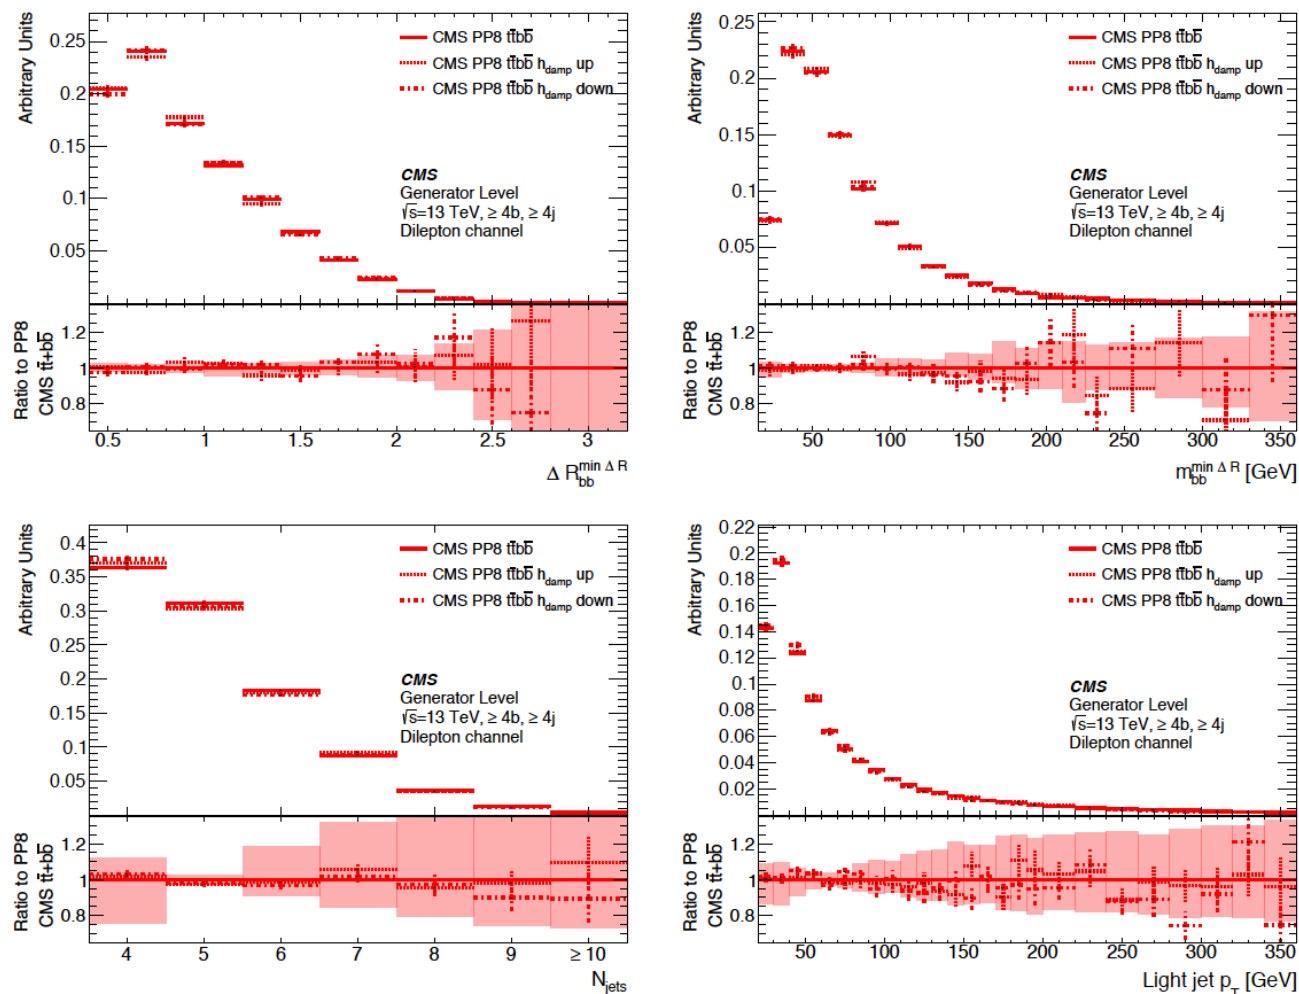 Arbitrary Units
0.25
0.2
0.15
0.1
0.05
CMS PP8 tt̄bb̄
CMS PP8 tt̄bb̄ h_damp up
CMS PP8 tt̄bb̄ h_damp down
CMS
Generator Level
√s=13 TeV, ≥ 4b, ≥ 4j
Dilepton channel
Ratio to PP8
CMS tt̄+bb̄
1.2
1
0.8
0.5 1 1.5 2 2.5 3
Δ R_bb^min Δ R
Arbitrary Units
0.25
0.2
0.15
0.1
0.05
CMS PP8 tt̄bb̄
CMS PP8 tt̄bb̄ h_damp up
CMS PP8 tt̄bb̄ h_damp down
CMS
Generator Level
√s=13 TeV, ≥ 4b, ≥ 4j
Dilepton channel
Ratio to PP8
CMS tt̄+bb̄
1.2
1
0.8
50 100 150 200 250 300 350
m_bb^min Δ R [GeV]
Arbitrary Units
0.4
0.35
0.3
0.25
0.2
0.15
0.1
0.05
CMS PP8 tt̄bb̄
CMS PP8 tt̄bb̄ h_damp up
CMS PP8 tt̄bb̄ h_damp down
CMS
Generator Level
√s=13 TeV, ≥ 4b, ≥ 4j
Dilepton channel
Ratio to PP8
CMS tt̄+bb̄
1.2
1
0.8
4 5 6 7 8 9 ≥ 10
N_jets
Arbitrary Units
0.22
0.2
0.18
0.16
0.14
0.12
0.1
0.08
0.06
0.04
0.02
CMS PP8 tt̄bb̄
CMS PP8 tt̄bb̄ h_damp up
CMS PP8 tt̄bb̄ h_damp down
CMS
Generator Level
√s=13 TeV, ≥ 4b, ≥ 4j
Dilepton channel
Ratio to PP8
CMS tt̄+bb̄
1.2
1
0.8
50 100 150 200 250 300 350
Light jet p_T [GeV]